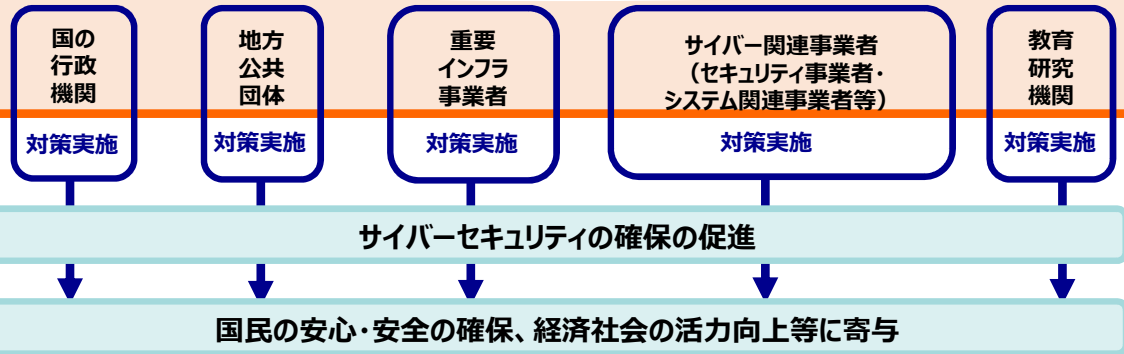 国の
行政
機関
対策実施
地方
公共
団体
対策実施
重要
インフラ
事業者
対策実施
サイバー関連事業者
（セキュリティ事業者・
システム関連事業者等）
対策実施
教育
研究
機関
対策実施
サイバーセキュリティの確保の促進
国民の安心・安全の確保、経済社会の活力向上等に寄与